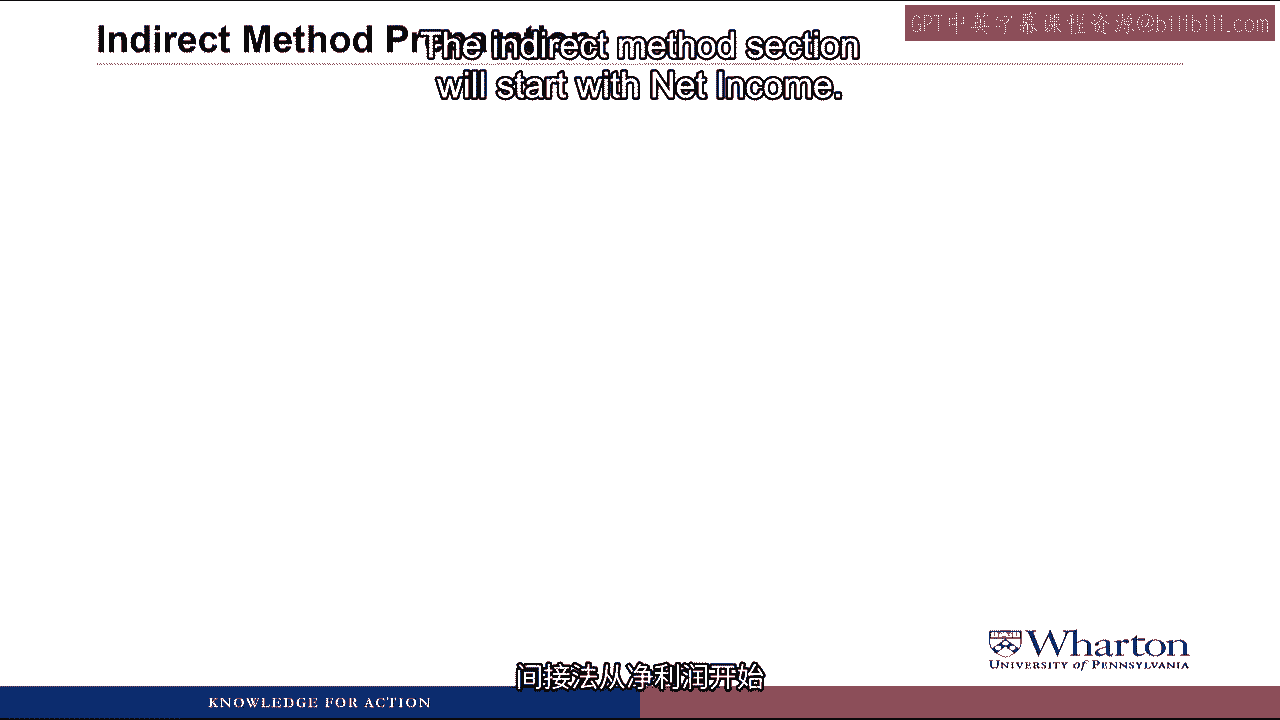 GPT中英字幕课程资源@bilibili.com
Indirect Method Preparation
The indirect method section
will start with Net Income.
Wharton
UNIVERSITY of PENNSYLVANIA
间接法从净利润开始
KNOWLEDGE FOR ACTION